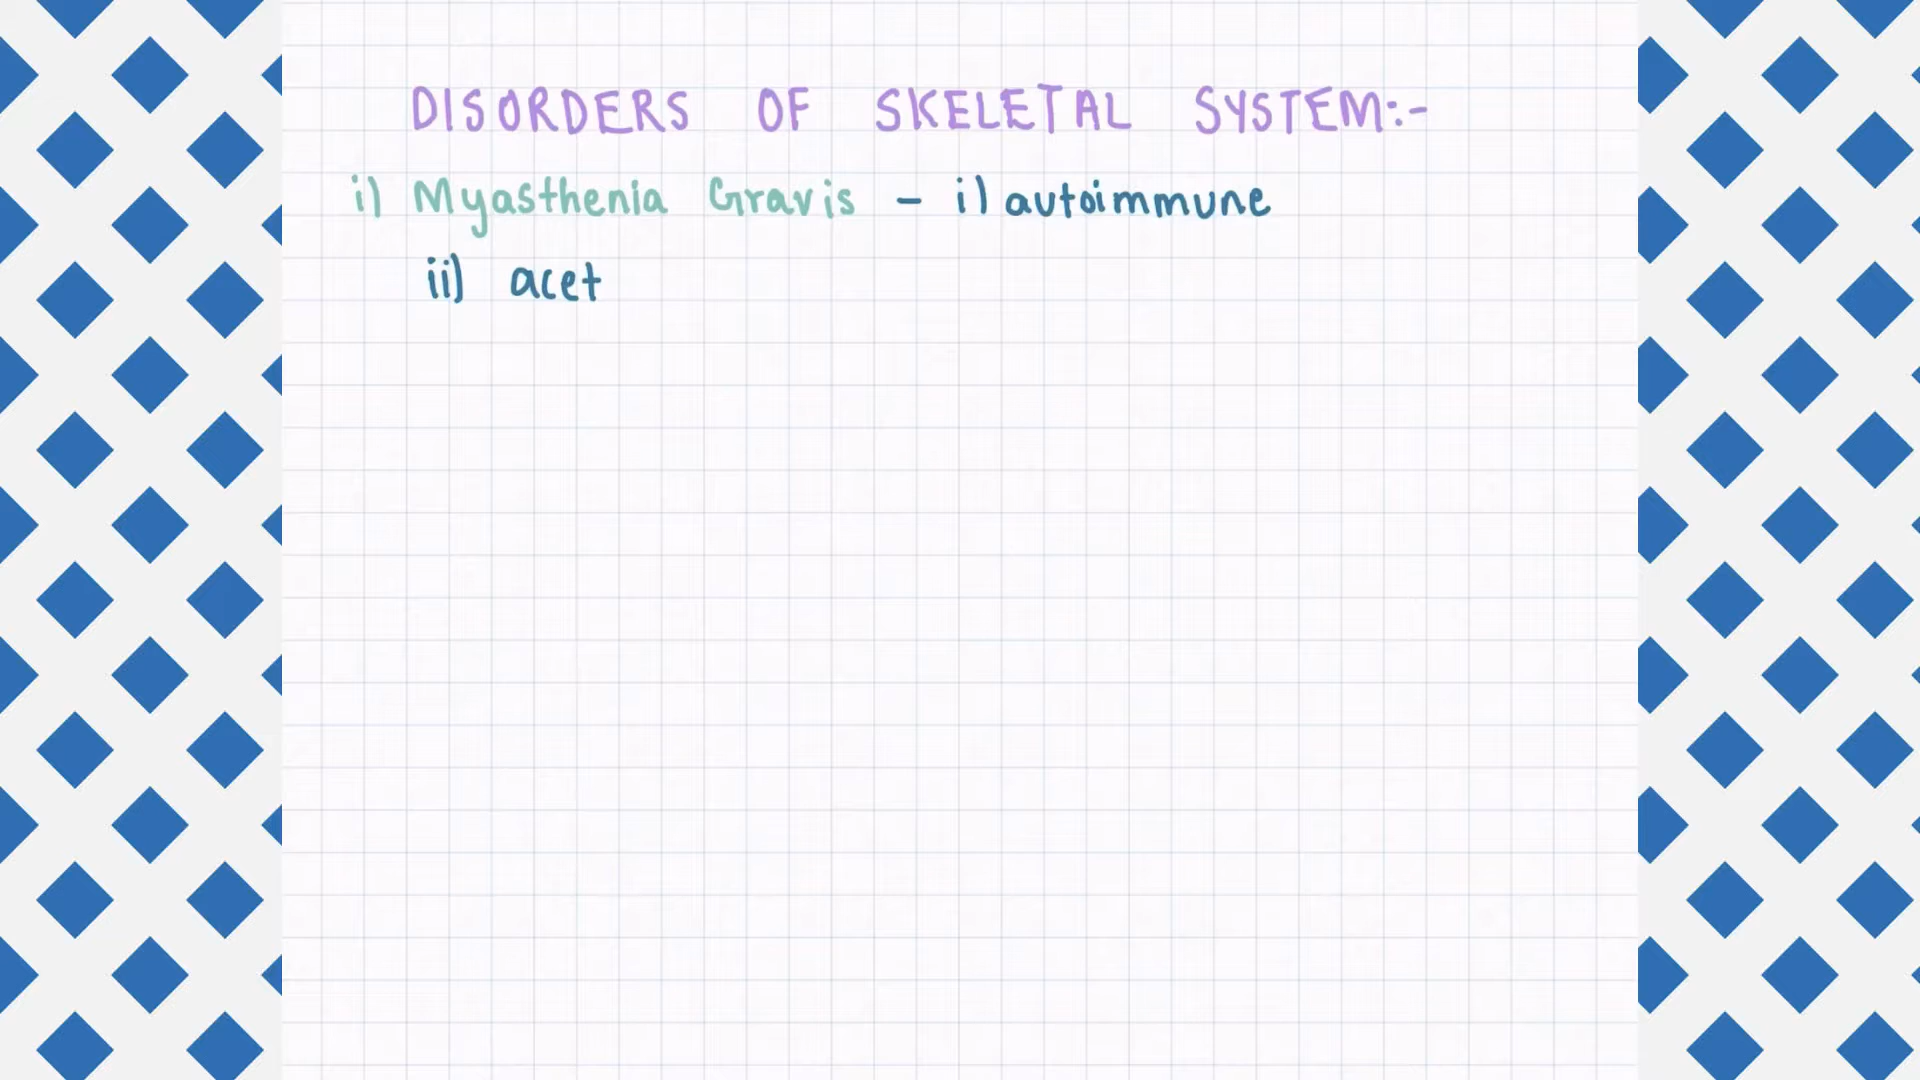 DISORDERS OF SKELETAL SYSTEM:-
i) Myasthenia Gravis - i) autoimmune
ii) acet